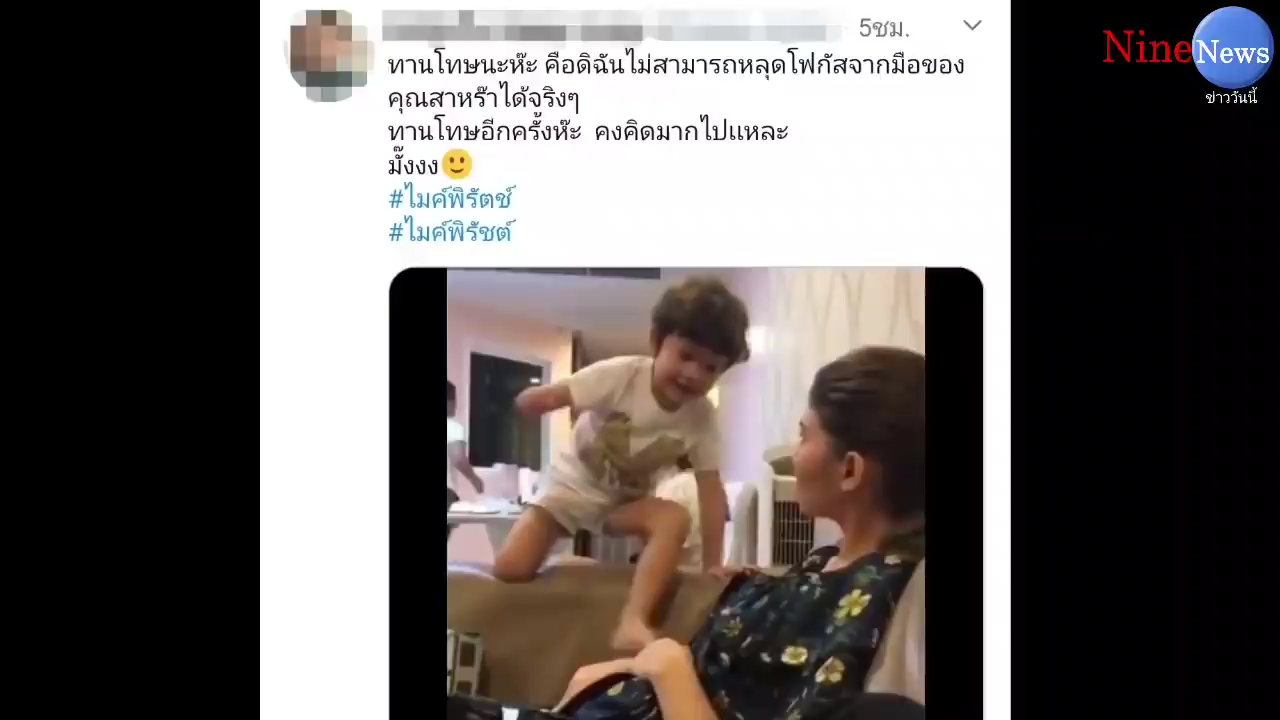 5ชม.
Nine News
ข่าววันนี้
ทานโทษนะห๊ะ คือดิฉันไม่สามารถหลุดโฟกัสจากมือของ
คุณสาหร๊าได้จริงๆ
ทานโทษอีกครั้งห๊ะ คงคิดมากไปแหละ
มั๊งงง🙂
#ไมค์พิรัตช์
#ไมค์พิรัชต์